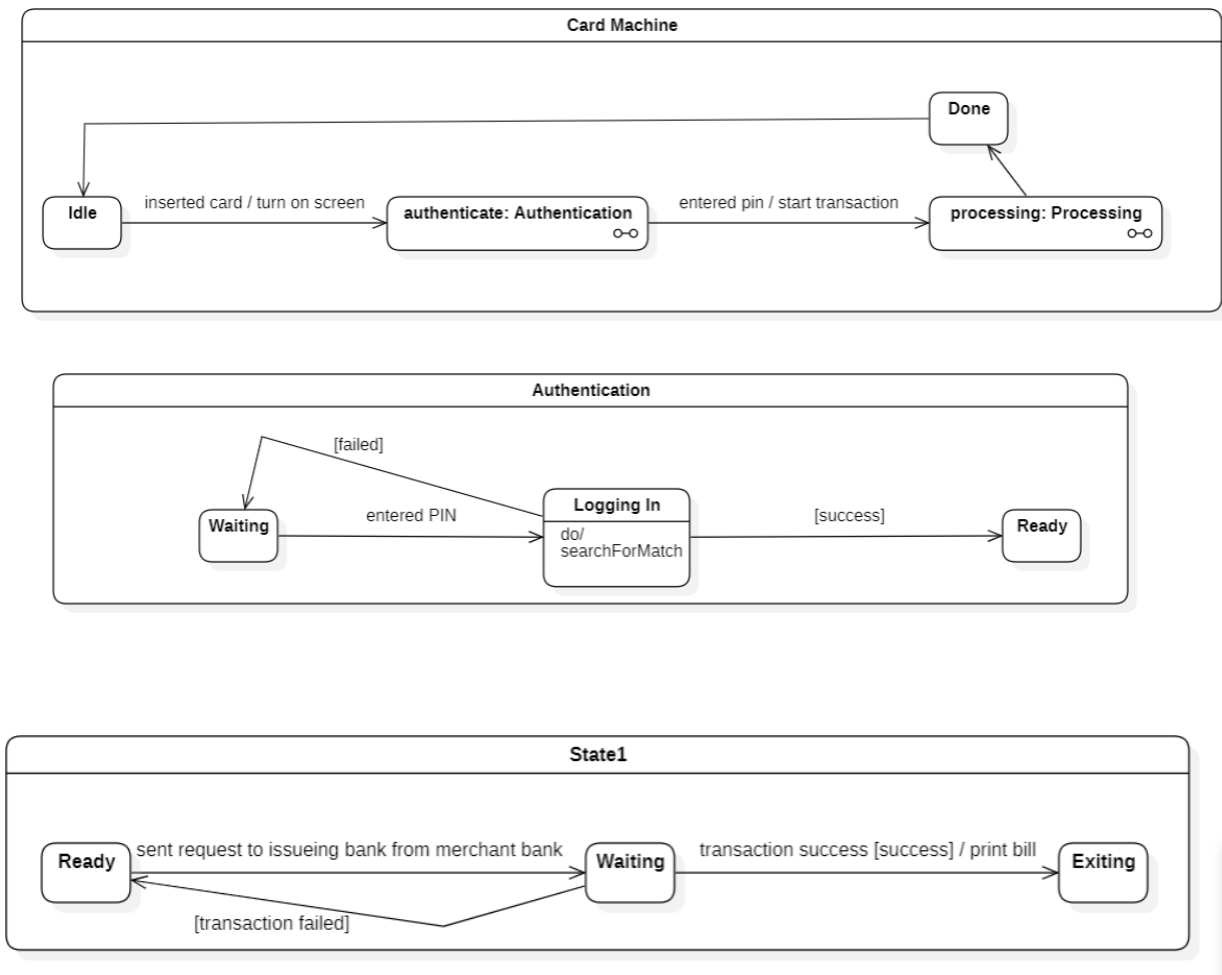 Card Machine
Done
Idle
inserted card / turn on screen
authenticate: Authentication
entered pin / start transaction
processing: Processing
Authentication
[failed]
Waiting
entered PIN
Logging In
do/
searchForMatch
[success]
Ready
State1
Ready
sent request to issueing bank from merchant bank
Waiting
transaction success [success] / print bill
Exiting
[transaction failed]